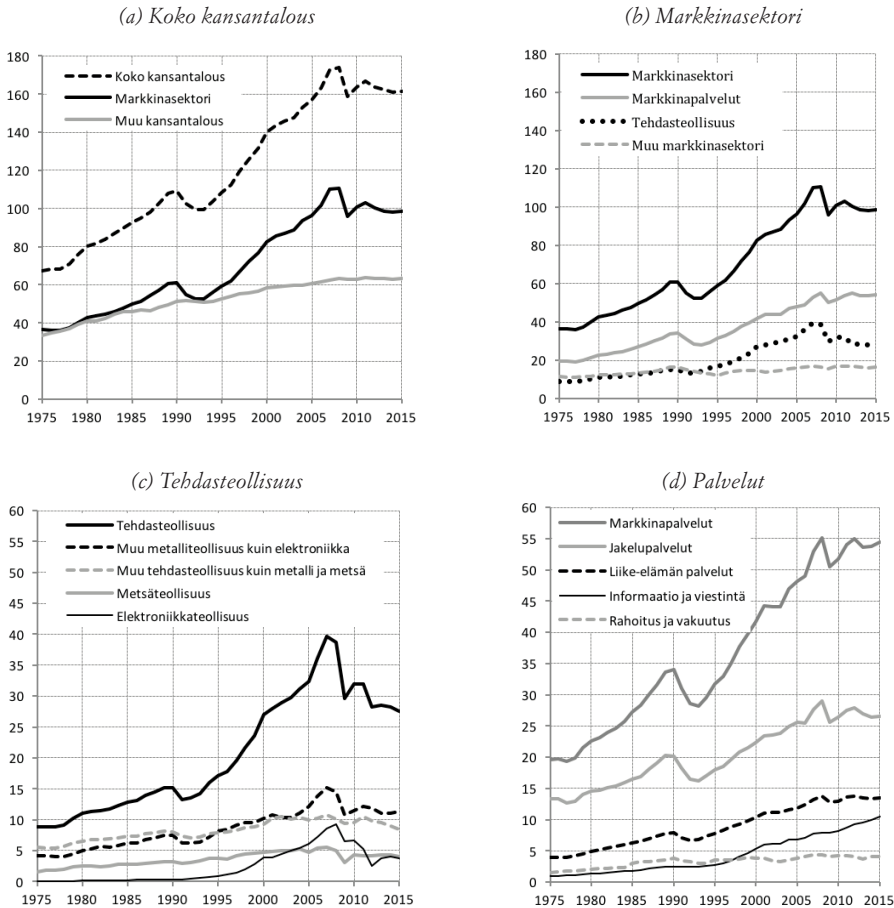 (a) Koko kansantalous
180
160
140
120
100
80
60
40
20
0
Koko kansantalous
Markkinasektori
Muu kansantalous
1975 1980 1985 1990 1995 2000 2005 2010 2015
(b) Markkinasektori
180
160
140
120
100
80
60
40
20
0
Markkinasektori
Markkinapalvelut
Tehdasteollisuus
Muu markkinasektori
1975 1980 1985 1990 1995 2000 2005 2010 2015
(c) Tehdasteollisuus
60
55
50
45
40
35
30
25
20
15
10
5
0
Tehdasteollisuus
Muu metalliteollisuus kuin elektroniikka
Muu tehdasteollisuus kuin metalli ja metsä
Metsäteollisuus
Elektroniikkateollisuus
1975 1980 1985 1990 1995 2000 2005 2010 2015
(d) Palvelut
60
55
50
45
40
35
30
25
20
15
10
5
0
Markkinapalvelut
Jakelupalvelut
Liike-elämän palvelut
Informaatio ja viestintä
Rahoitus ja vakuutus
1975 1980 1985 1990 1995 2000 2005 2010 2015